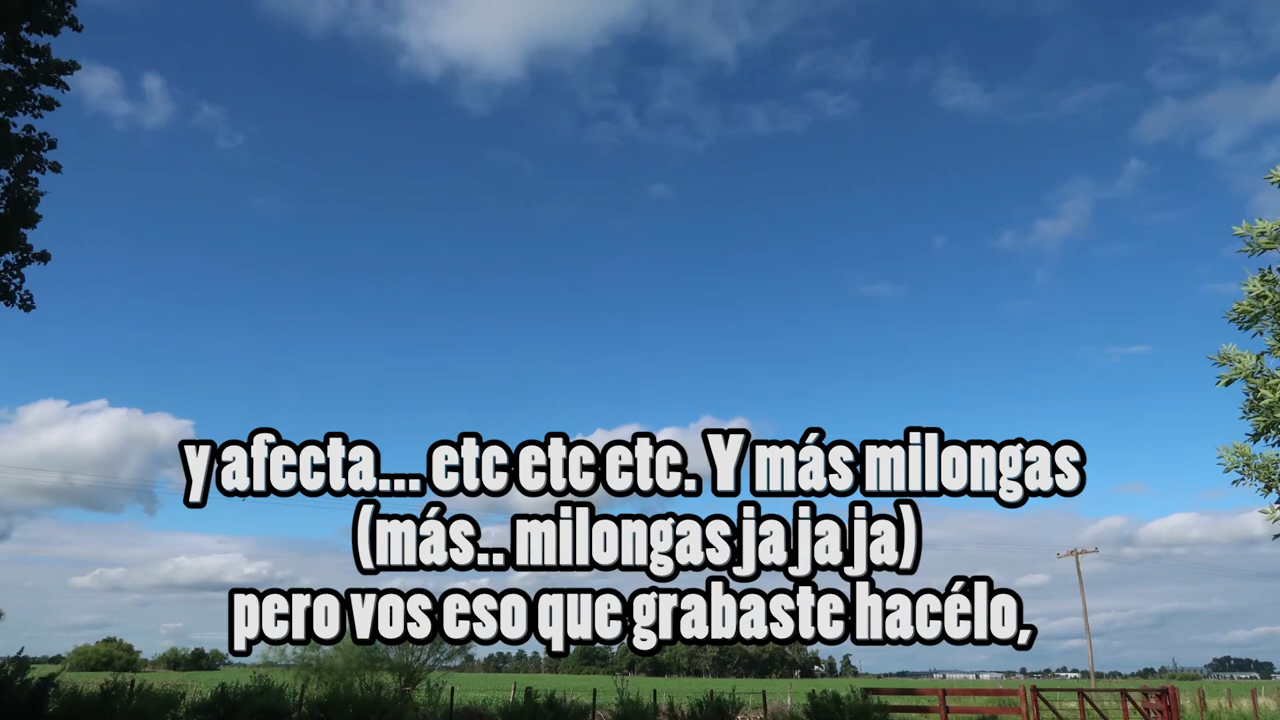 y afecta... etc etc etc. Y más milongas
(más.. milongas ja ja ja)
pero vos eso que grabaste hacélo,